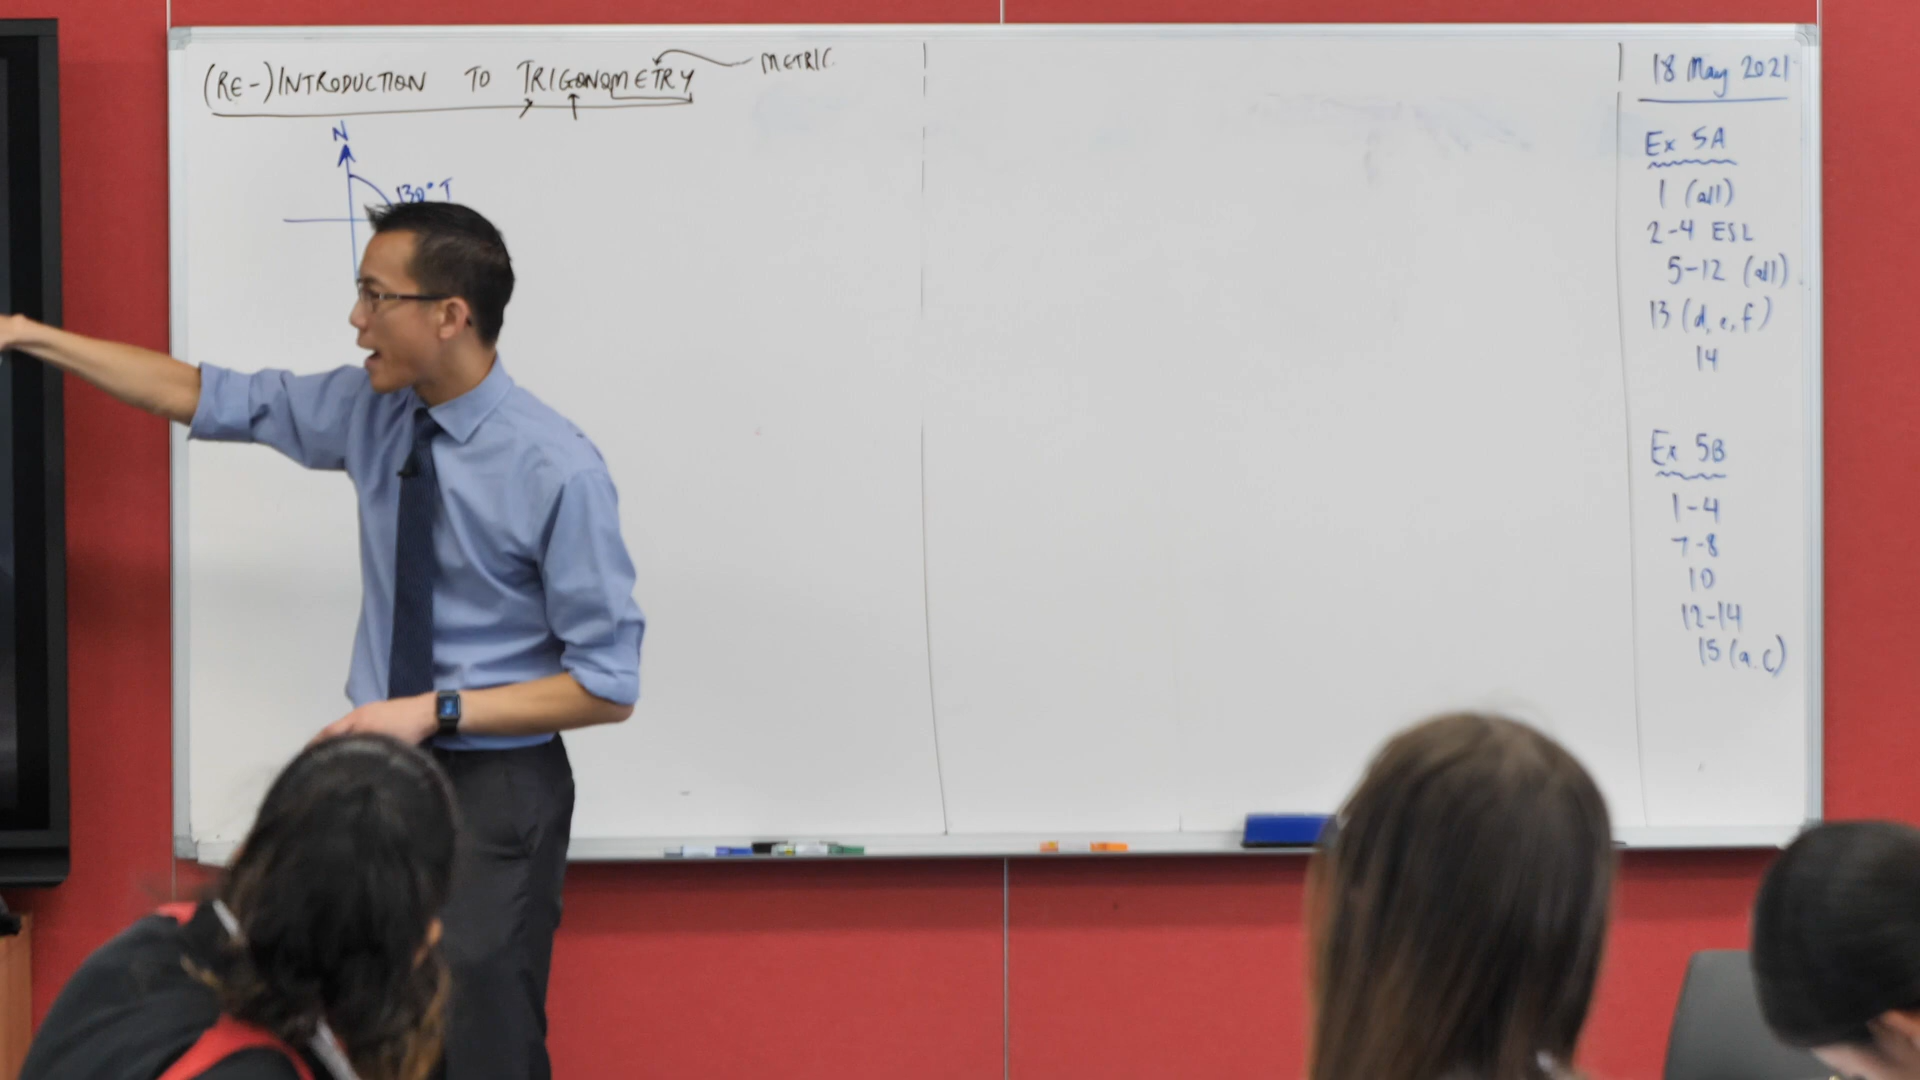 (RE-)INTRODUCTION TO TRIGONOMETRY
METRIC
N
130° T
18 May 2021
Ex 5A
1 (all)
2-4 ESL
5-12 (all)
13 (d, e, f)
14
Ex 5B
1-4
7-8
10
12-14
15 (a, c)